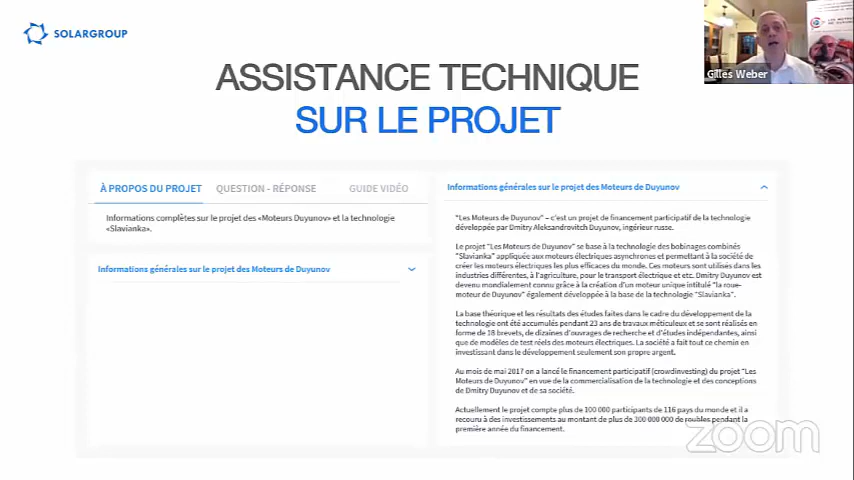 SOLARGROUP
Gilles Weber
ASSISTANCE TECHNIQUE
SUR LE PROJET
À PROPOS DU PROJET
QUESTION - RÉPONSE
GUIDE VIDÉO
Informations complètes sur le projet des «Moteurs Duyunov» et la technologie
«Slavianka».
Informations générales sur le projet des Moteurs de Duyunov
Informations générales sur le projet des Moteurs de Duyunov
"Les Moteurs de Duyunov" – c'est un projet de financement participatif de la technologie
développée par Dmitry Aleksandrovitch Duyunov, ingénieur russe.
Le projet "Les Moteurs de Duyunov" se base à la technologie des bobinages combinés
"Slavianka" appliquée aux moteurs électriques asynchrones et permettant à la société de
créer les moteurs électriques les plus efficaces du monde. Ces moteurs sont utilisés dans les
industries différentes, à l'agriculture, pour le transport électrique et etc. Dmitry Duyunov est
devenu mondialement connu grâce à la création d'un moteur unique intitulé "la roue-
moteur de Duyunov" également développée à la base de la technologie "Slavianka".
La base théorique et les résultats des études faites dans le cadre du développement de la
technologie ont été accumulés pendant 23 ans de travaux méticuleux et se sont réalisés en
forme de 18 brevets, de dizaines d'ouvrages de recherche et d'études indépendantes, ainsi
que de modèles de test réels des moteurs électriques. La société a fait tout ce chemin en
investissant dans le développement seulement son propre argent.
Au mois de mai 2017 on a lancé le financement participatif (crowdinvesting) du projet "Les
Moteurs de Duyunov" en vue de la commercialisation de la technologie et des conceptions
de Dmitry Duyunov et de sa société.
Actuellement le projet compte plus de 100 000 participants de 116 pays du monde et il a
recouru à des investissements au montant de plus de 300 000 000 de roubles pendant la
première année du financement.
zoom